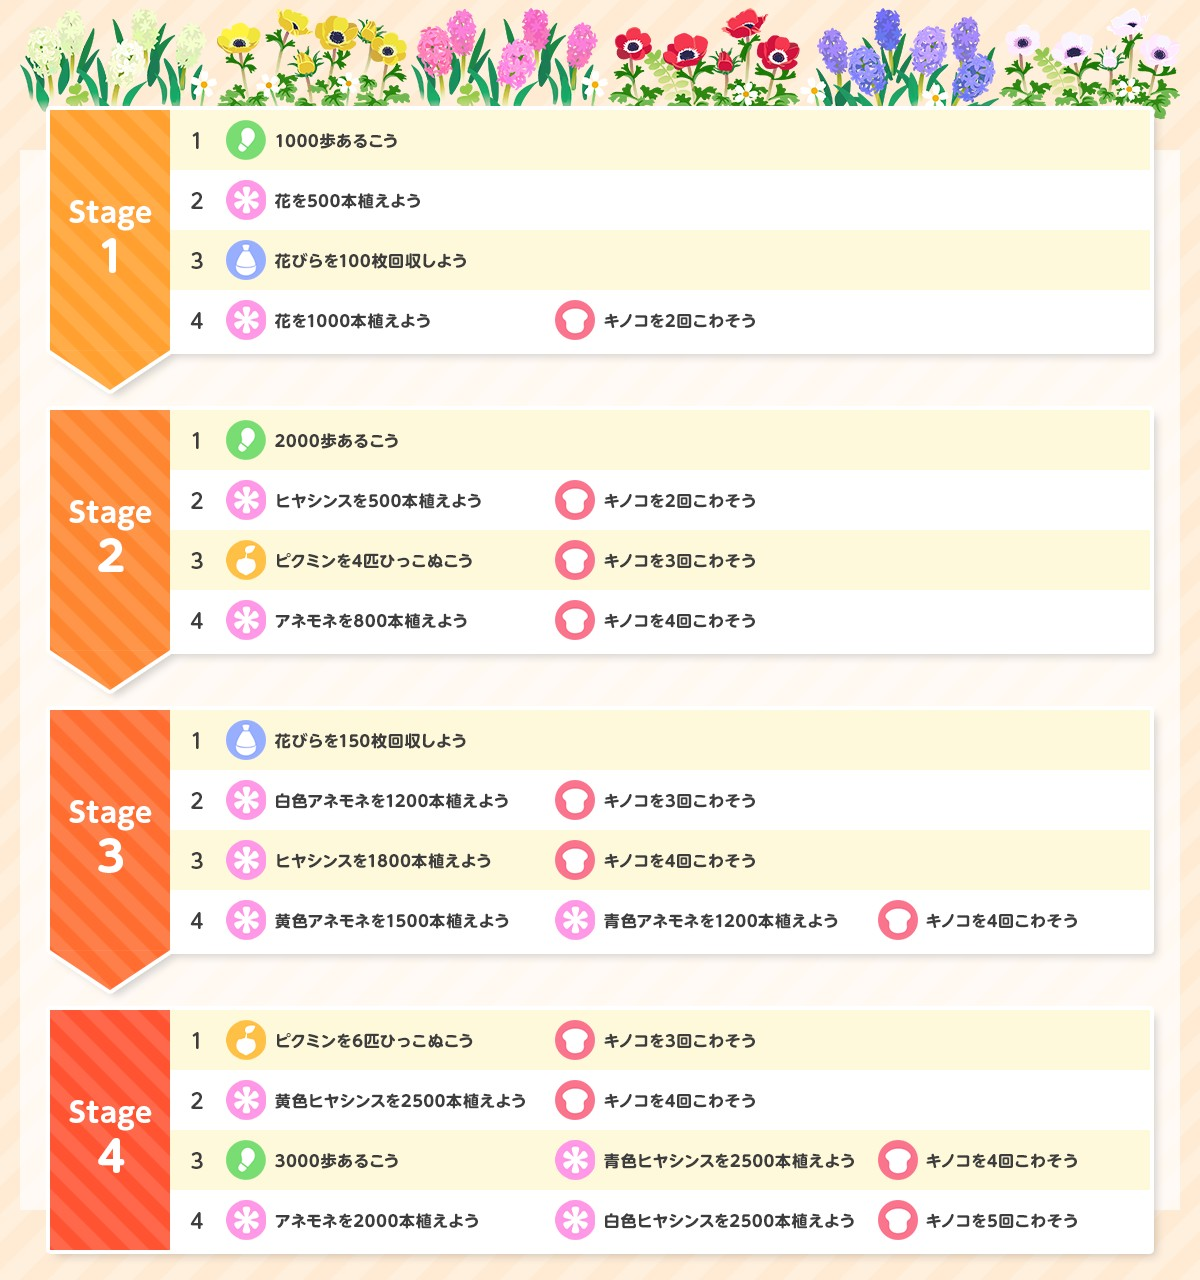 Stage
1
1 1000歩あるこう
2 花を500本植えよう
3 花びらを100枚回収しよう
4 花を1000本植えよう キノコを2回こわそう
Stage
2
1 2000歩あるこう
2 ヒヤシンスを500本植えよう キノコを2回こわそう
3 ピクミンを4匹ひっこぬこう キノコを3回こわそう
4 アネモネを800本植えよう キノコを4回こわそう
Stage
3
1 花びらを150枚回収しよう
2 白色アネモネを1200本植えよう キノコを3回こわそう
3 ヒヤシンスを1800本植えよう キノコを4回こわそう
4 黄色アネモネを1500本植えよう 青色アネモネを1200本植えよう キノコを4回こわそう
Stage
4
1 ピクミンを6匹ひっこぬこう キノコを3回こわそう
2 黄色ヒヤシンスを2500本植えよう キノコを4回こわそう
3 3000歩あるこう 青色ヒヤシンスを2500本植えよう キノコを4回こわそう
4 アネモネを2000本植えよう 白色ヒヤシンスを2500本植えよう キノコを5回こわそう